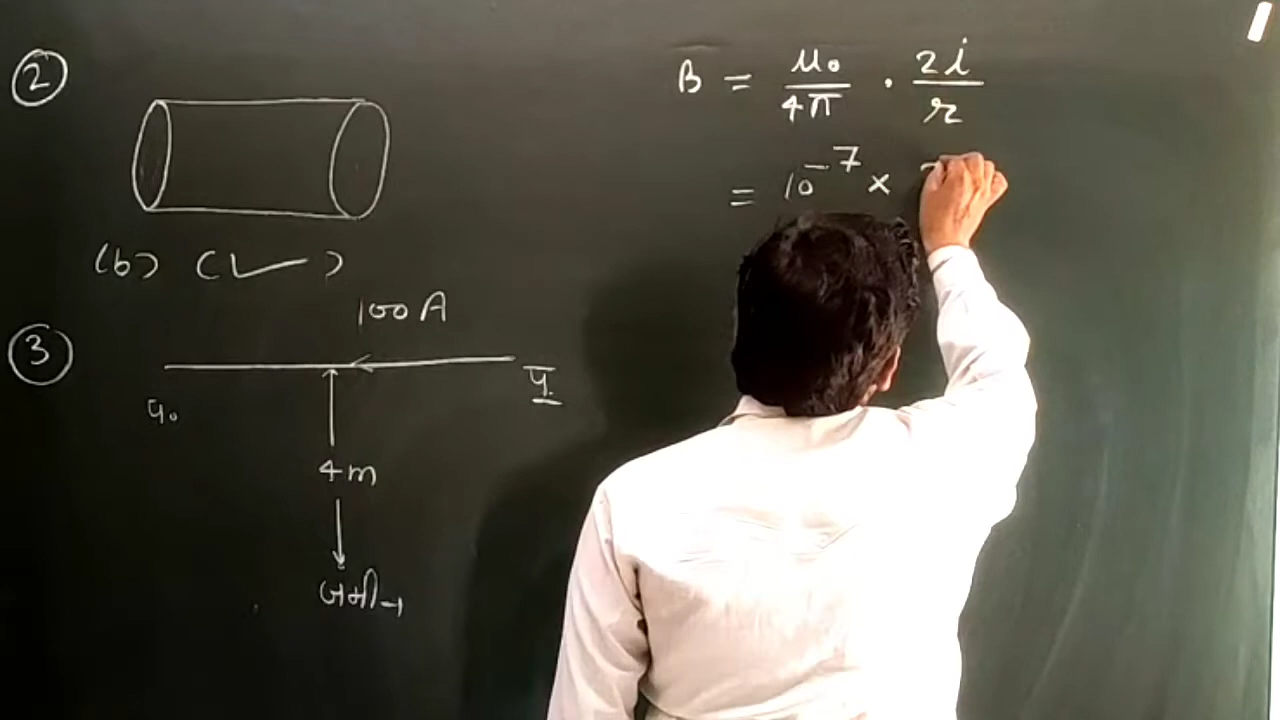 2
(b) (✓)
3
100 A
प० पू.
4 m
जमीन
B = μ₀/4π · 2i/r
= 10⁻⁷ ×